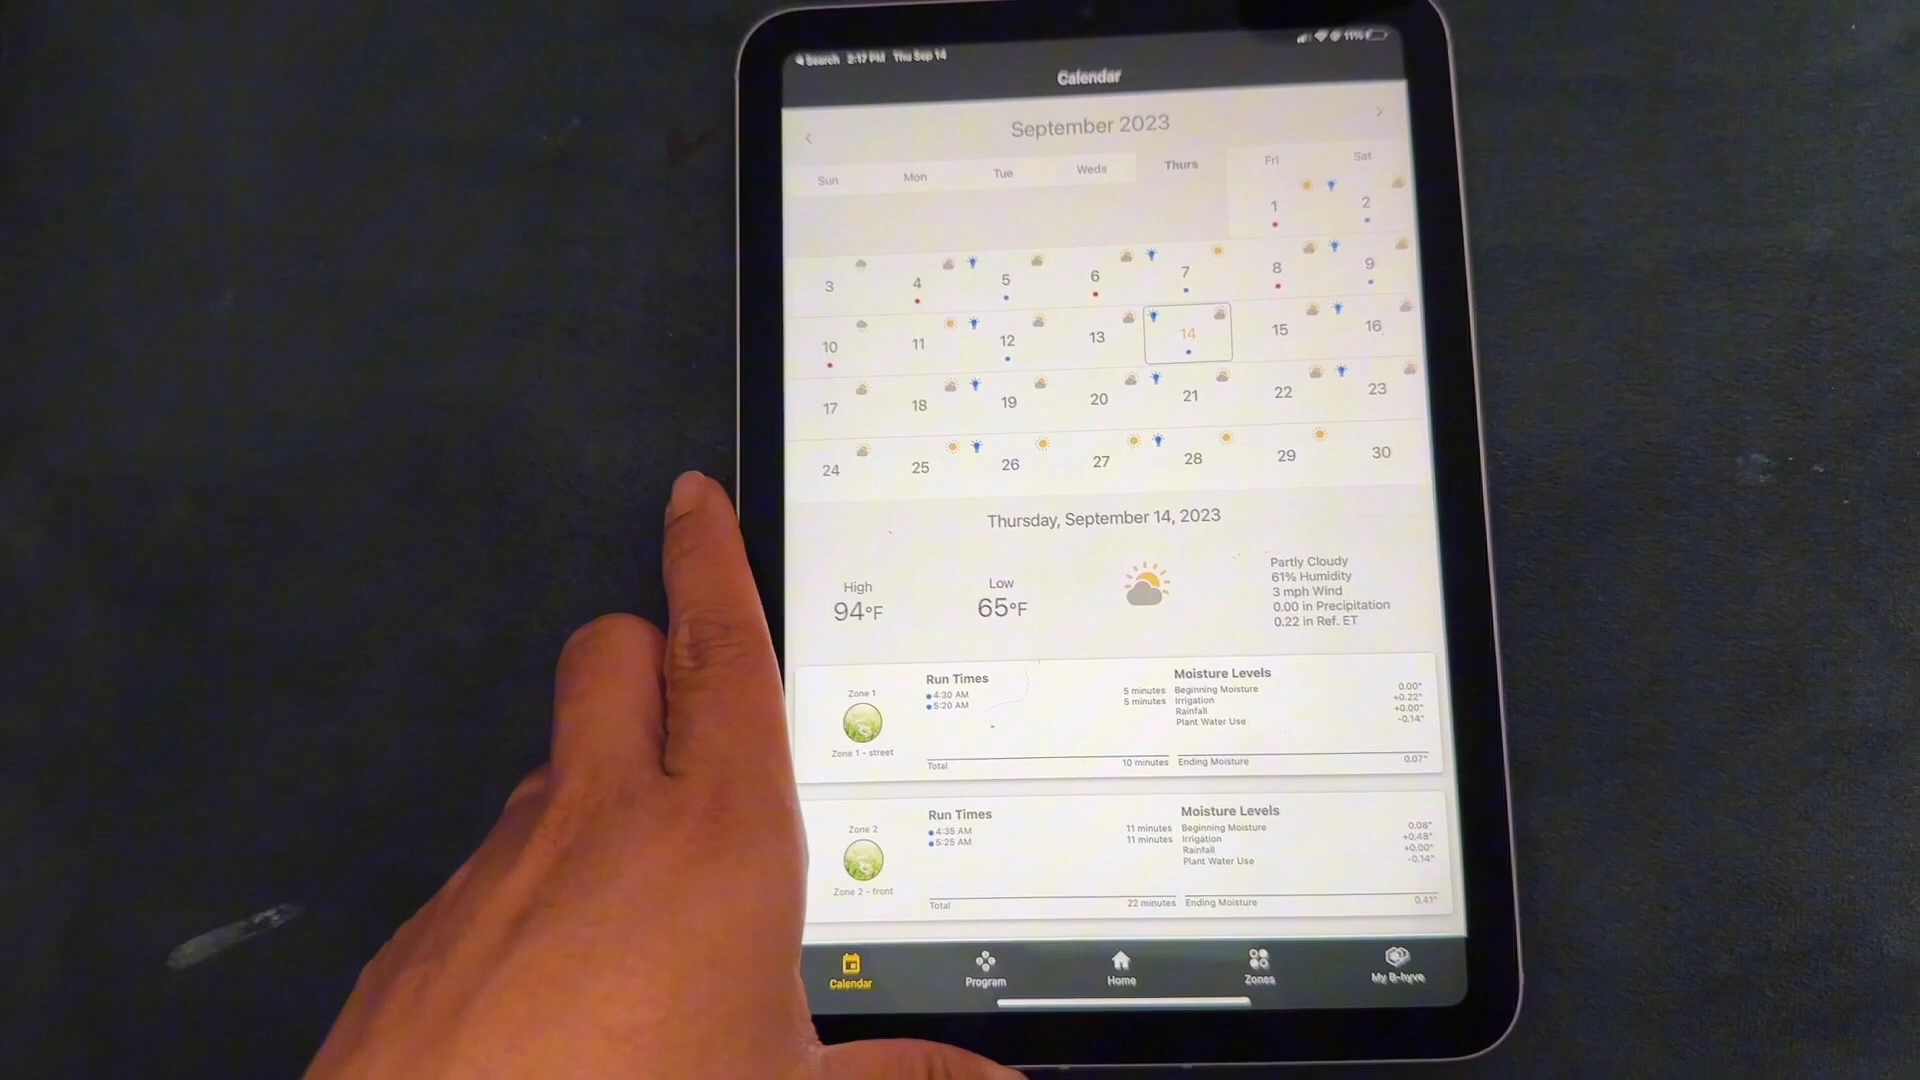 Search 2:17 PM Thu Sep 14
11%
Calendar
September 2023
Sun Mon Tue Weds Thurs Fri Sat
1 2
3 4 5 6 7 8 9
10 11 12 13 14 15 16
17 18 19 20 21 22 23
24 25 26 27 28 29 30
Thursday, September 14, 2023
High
94°F
Low
65°F
Partly Cloudy
61% Humidity
3 mph Wind
0.00 in Precipitation
0.22 in Ref. ET
Zone 1
Zone 1 - street
Run Times
4:30 AM 5 minutes
5:20 AM 5 minutes
Total 10 minutes
Moisture Levels
Beginning Moisture 0.00"
Irrigation +0.22"
Rainfall +0.00"
Plant Water Use -0.14"
Ending Moisture 0.07"
Zone 2
Zone 2 - front
Run Times
4:35 AM 11 minutes
5:25 AM 11 minutes
Total 22 minutes
Moisture Levels
Beginning Moisture 0.08"
Irrigation +0.48"
Rainfall +0.00"
Plant Water Use -0.14"
Ending Moisture 0.41"
Calendar Program Home Zones My B-hyve